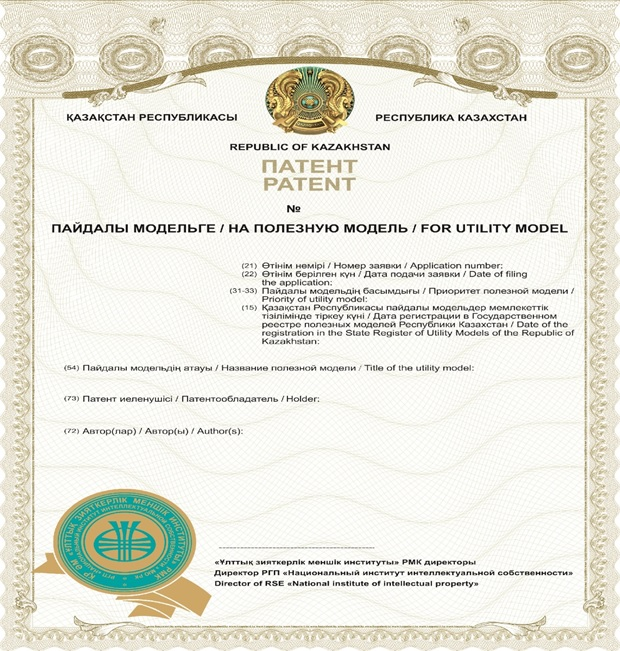 ҚАЗАҚСТАН РЕСПУБЛИКАСЫ
РЕСПУБЛИКА КАЗАХСТАН
REPUBLIC OF KAZAKHSTAN
ПАТЕНТ
PATENT
№
ПАЙДАЛЫ МОДЕЛЬГЕ / НА ПОЛЕЗНУЮ МОДЕЛЬ / FOR UTILITY MODEL
(21) Өтінім нөмірі / Номер заявки / Application number:
(22) Өтінім берілген күн / Дата подачи заявки / Date of filing
the application:
(31-33) Пайдалы модельдің басымдығы / Приоритет полезной модели /
Priority of utility model:
(15) Қазақстан Республикасы пайдалы модельдер мемлекеттік
тізілімінде тіркеу күні / Дата регистрации в Государственном
реестре полезных моделей Республики Казахстан / Date of the
registration in the State Register of Utility Models of the Republic of
Kazakhstan:
(54) Пайдалы модельдің атауы / Название полезной модели / Title of the utility model:
(73) Патент иеленушісі / Патентообладатель / Holder:
(72) Автор(лар) / Автор(ы) / Author(s):
ҚР ӘМ «ҰЛТТЫҚ ЗИЯТКЕРЛІК МЕНШІК ИНСТИТУТЫ» РМК
«Ұлттық зияткерлік меншік институты» РМК директоры
Директор РГП «Национальный институт интеллектуальной собственности»
Director of RSE «National institute of intellectual property»